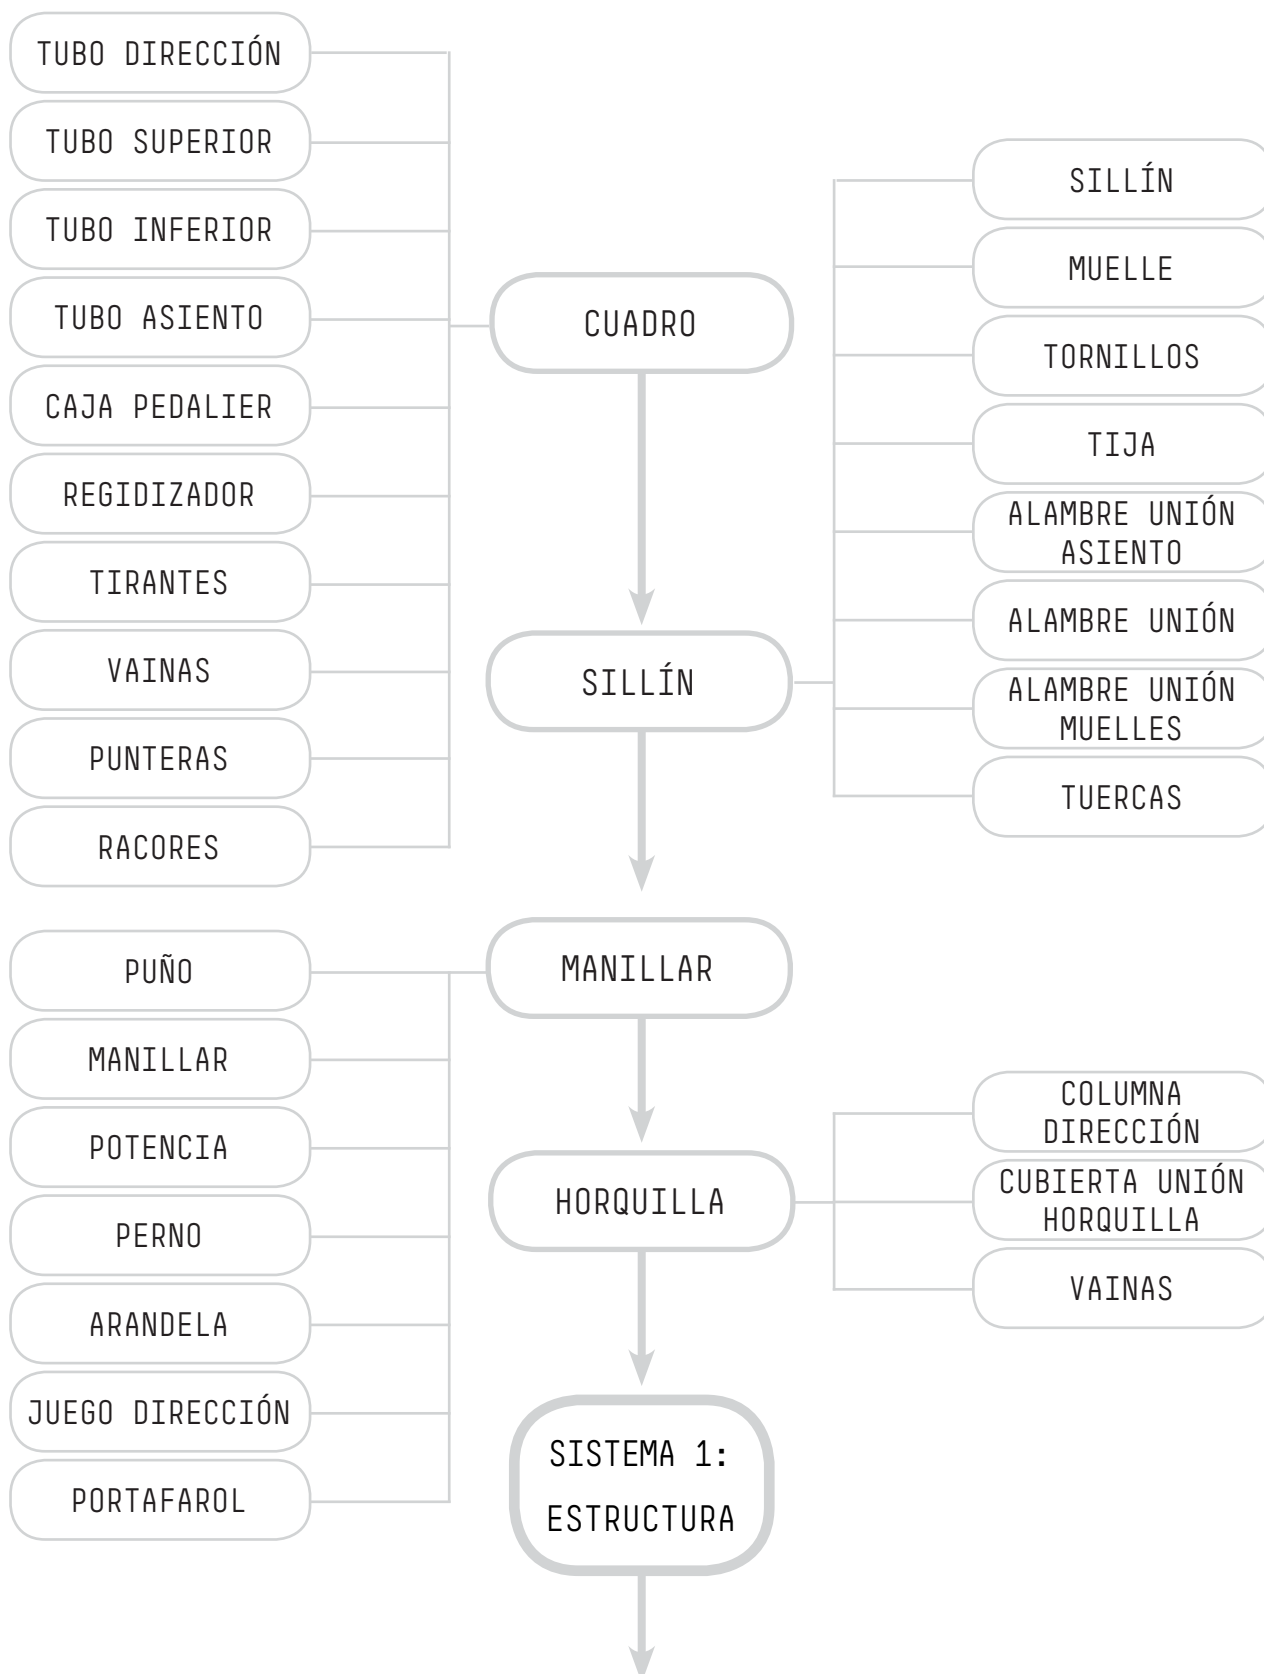 TUBO DIRECCIÓN
TUBO SUPERIOR
TUBO INFERIOR
TUBO ASIENTO
CAJA PEDALIER
REGIDIZADOR
TIRANTES
VAINAS
PUNTERAS
RACORES
CUADRO
SILLÍN
SILLÍN
MUELLE
TORNILLOS
TIJA
ALAMBRE UNIÓN
ASIENTO
ALAMBRE UNIÓN
ALAMBRE UNIÓN
MUELLES
TUERCAS
PUÑO
MANILLAR
POTENCIA
PERNO
ARANDELA
JUEGO DIRECCIÓN
PORTAFAROL
MANILLAR
HORQUILLA
COLUMNA
DIRECCIÓN
CUBIERTA UNIÓN
HORQUILLA
VAINAS
SISTEMA 1:
ESTRUCTURA